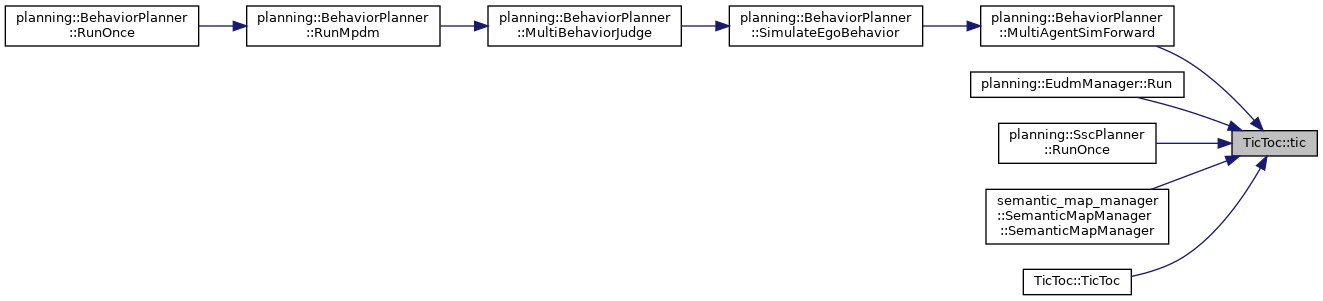 planning::BehaviorPlanner
::RunOnce
planning::BehaviorPlanner
::RunMpdm
planning::BehaviorPlanner
::MultiBehaviorJudge
planning::BehaviorPlanner
::SimulateEgoBehavior
planning::BehaviorPlanner
::MultiAgentSimForward
planning::EudmManager::Run
planning::SscPlanner
::RunOnce
TicToc::tic
semantic_map_manager
::SemanticMapManager
::SemanticMapManager
TicToc::TicToc